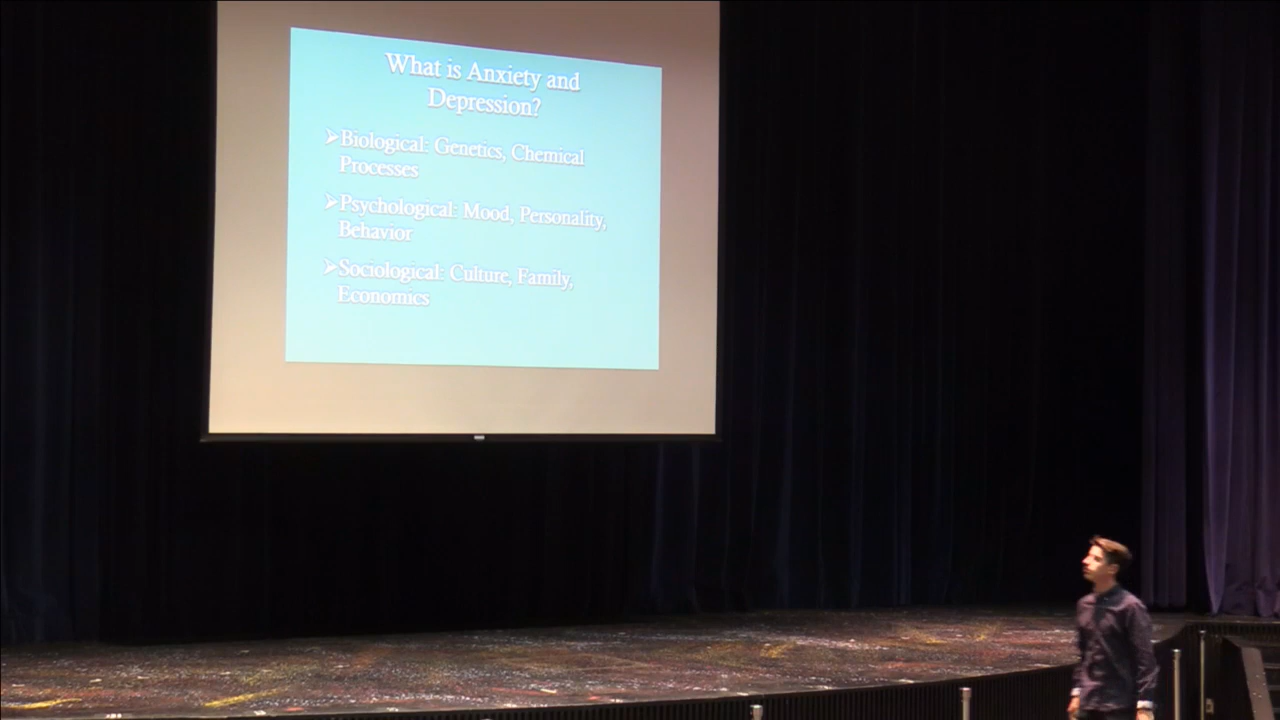 What is Anxiety and
Depression?
➢Biological: Genetics, Chemical
Processes
➢Psychological: Mood, Personality,
Behavior
➢Sociological: Culture, Family,
Economics